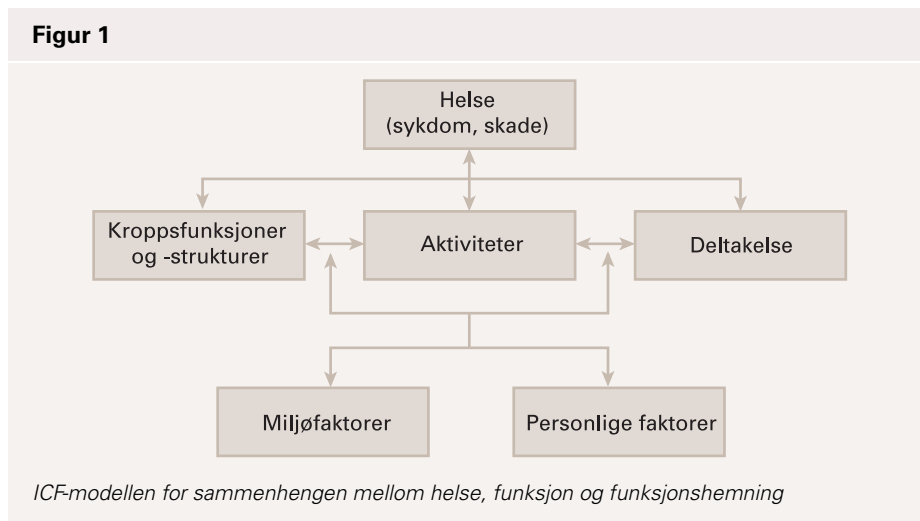 Figur 1
Helse
(sykdom, skade)
Kroppsfunksjoner
og -strukturer
Aktiviteter
Deltakelse
Miljøfaktorer
Personlige faktorer
ICF-modellen for sammenhengen mellom helse, funksjon og funksjonshemning